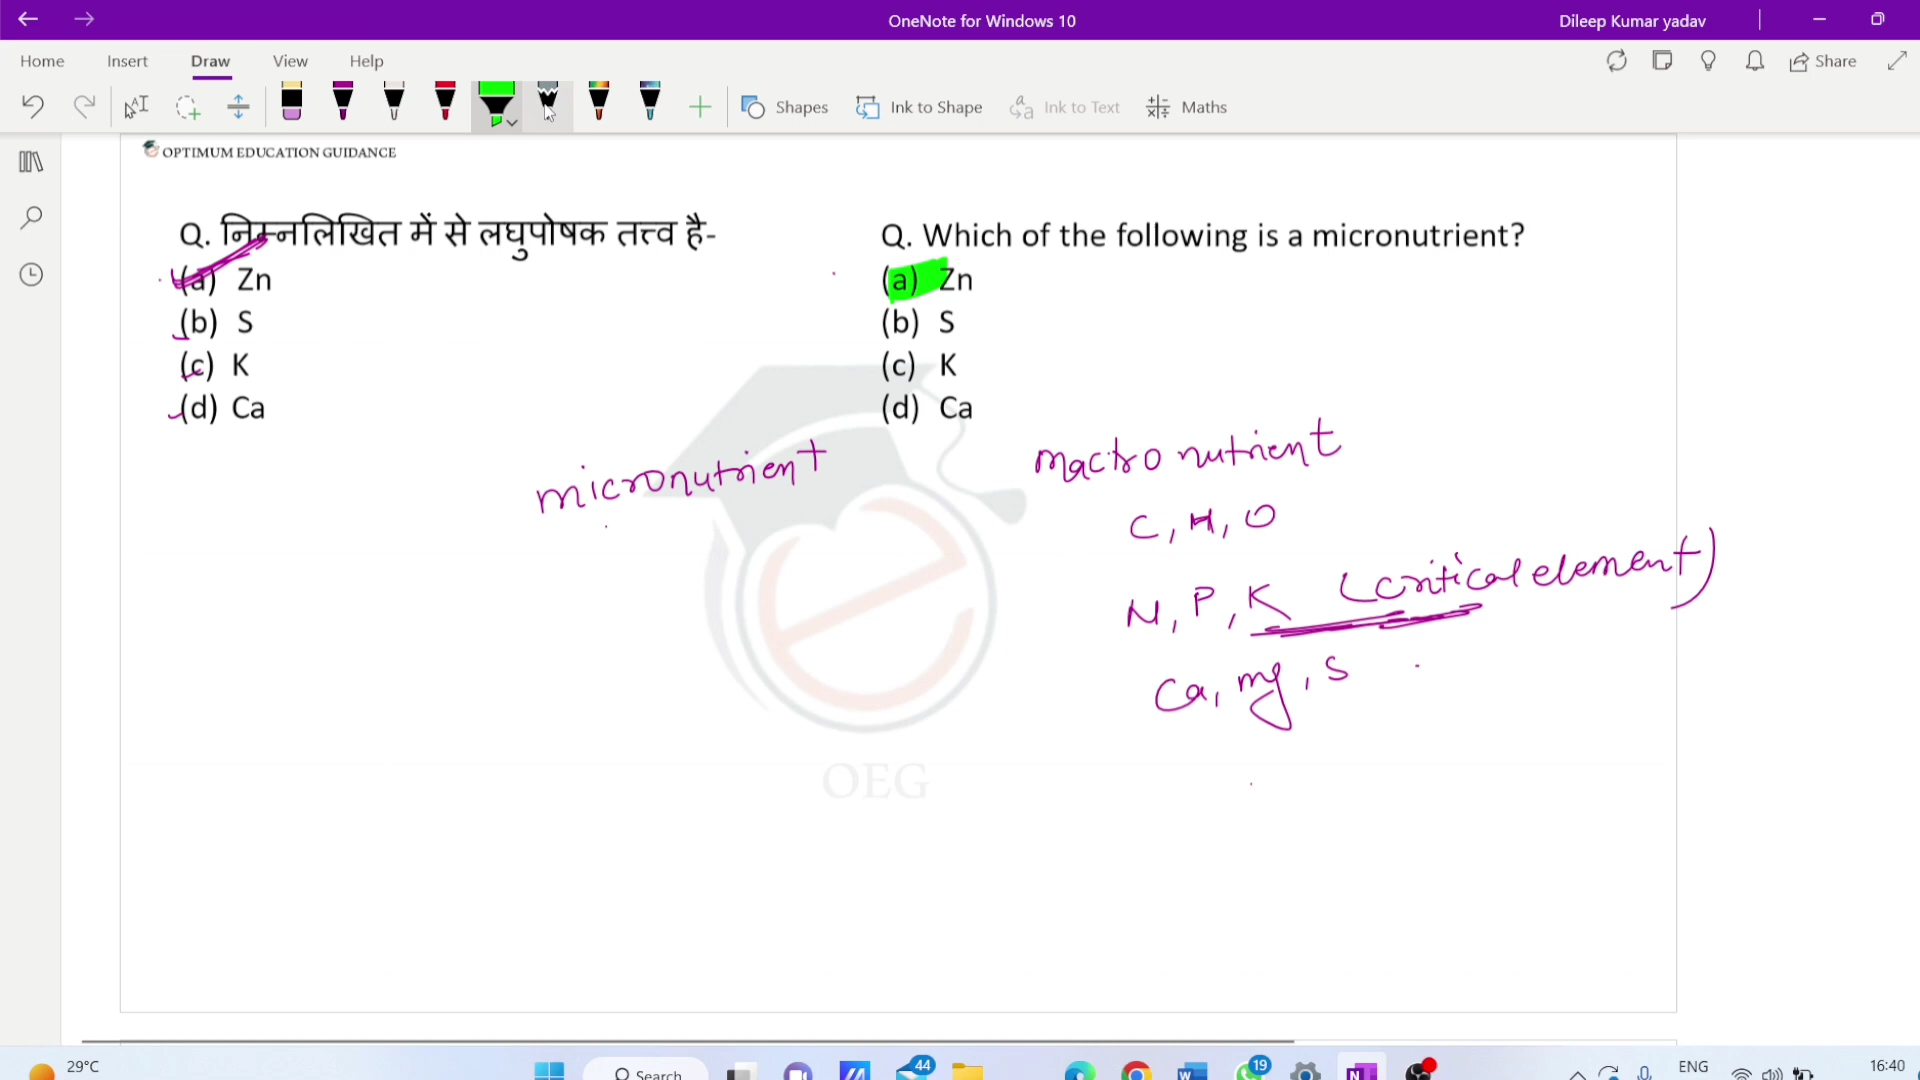 OneNote for Windows 10
Dileep Kumar yadav
Home Insert Draw View Help
Share
Shapes Ink to Shape Ink to Text Maths
OPTIMUM EDUCATION GUIDANCE
Q. निम्नलिखित में से लघुपोषक तत्त्व है-
(a) Zn
(b) S
(c) K
(d) Ca
Q. Which of the following is a micronutrient?
(a) Zn
(b) S
(c) K
(d) Ca
micronutrient
macro nutrient
C, H, O
N, P, K (critical element)
Ca, mg, S
OEG
29°C
Search
44
19
ENG
16:40